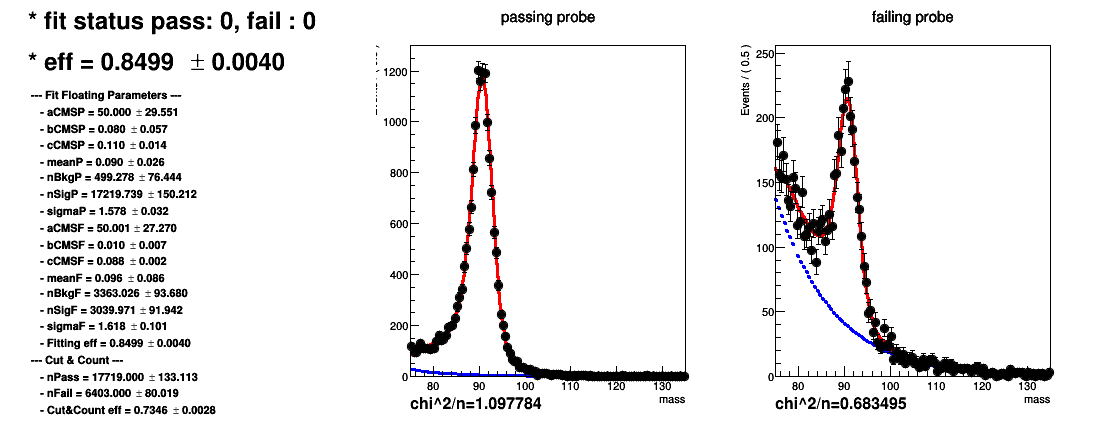 * fit status pass: 0, fail : 0
* eff = 0.8499 ± 0.0040
--- Fit Floating Parameters ---
- aCMSP = 50.000 ± 29.551
- bCMSP = 0.080 ± 0.057
- cCMSP = 0.110 ± 0.014
- meanP = 0.090 ± 0.026
- nBkgP = 499.278 ± 76.444
- nSigP = 17219.739 ± 150.212
- sigmaP = 1.578 ± 0.032
- aCMSF = 50.001 ± 27.270
- bCMSF = 0.010 ± 0.007
- cCMSF = 0.088 ± 0.002
- meanF = 0.096 ± 0.086
- nBkgF = 3363.026 ± 93.680
- nSigF = 3039.971 ± 91.942
- sigmaF = 1.618 ± 0.101
- Fitting eff = 0.8499 ± 0.0040
--- Cut & Count ---
- nPass = 17719.000 ± 133.113
- nFail = 6403.000 ± 80.019
- Cut&Count eff = 0.7346 ± 0.0028
passing probe
1200
1000
800
600
400
200
0
80 90 100 110 120 130
mass
chi^2/n=1.097784
failing probe
Events / ( 0.5 )
250
200
150
100
50
0
80 90 100 110 120 130
mass
chi^2/n=0.683495